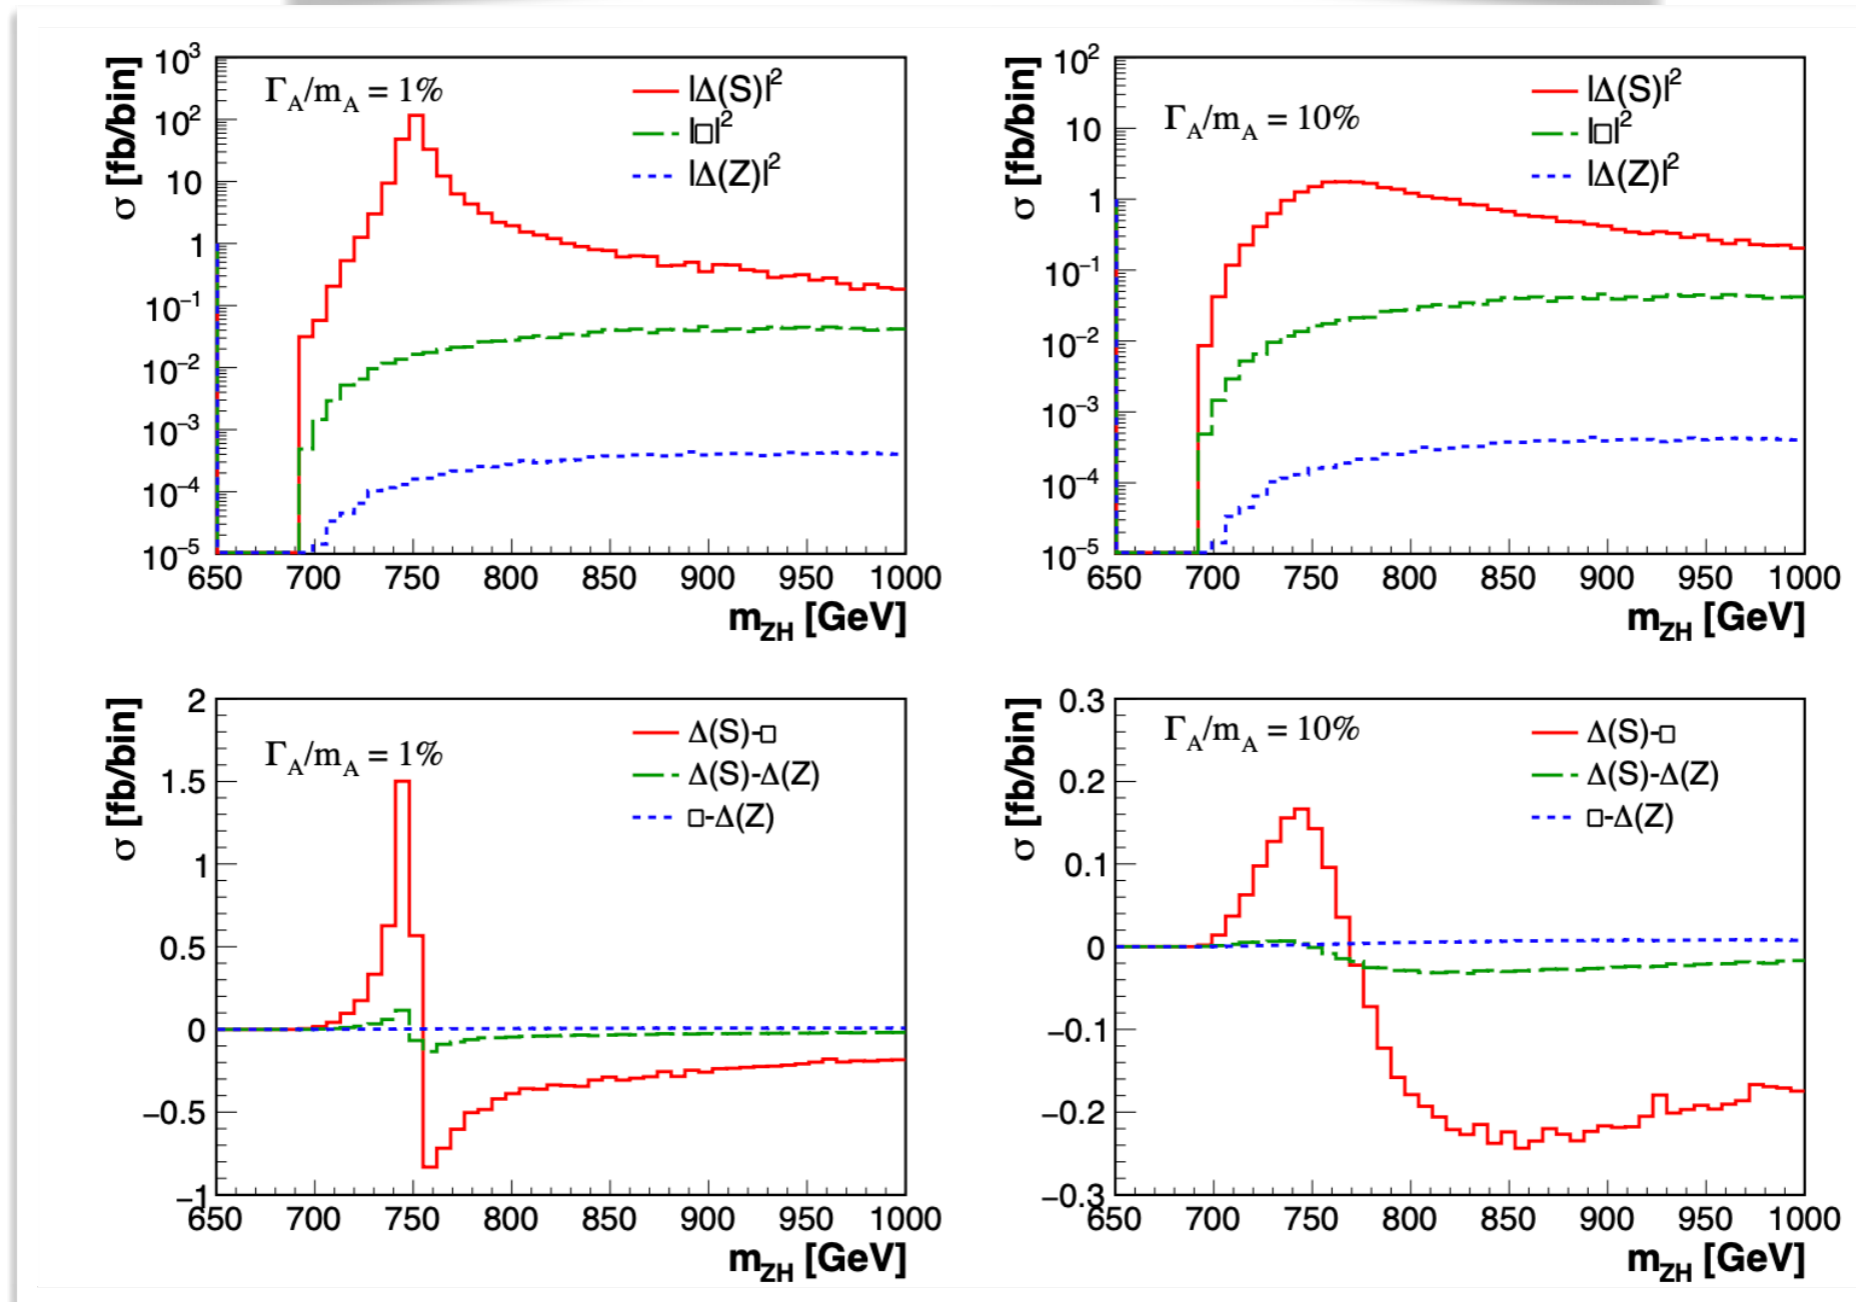 σ [fb/bin]
10³
10²
10
1
10⁻¹
10⁻²
10⁻³
10⁻⁴
10⁻⁵
Γ_A/m_A = 1%
|Δ(S)|²
|□|²
|Δ(Z)|²
650 700 750 800 850 900 950 1000
m_ZH [GeV]
σ [fb/bin]
10²
10
1
10⁻¹
10⁻²
10⁻³
10⁻⁴
10⁻⁵
Γ_A/m_A = 10%
|Δ(S)|²
|□|²
|Δ(Z)|²
650 700 750 800 850 900 950 1000
m_ZH [GeV]
σ [fb/bin]
2
1.5
1
0.5
0
−0.5
−1
Γ_A/m_A = 1%
Δ(S)-□
Δ(S)-Δ(Z)
□-Δ(Z)
650 700 750 800 850 900 950 1000
m_ZH [GeV]
σ [fb/bin]
0.3
0.2
0.1
0
−0.1
−0.2
−0.3
Γ_A/m_A = 10%
Δ(S)-□
Δ(S)-Δ(Z)
□-Δ(Z)
650 700 750 800 850 900 950 1000
m_ZH [GeV]